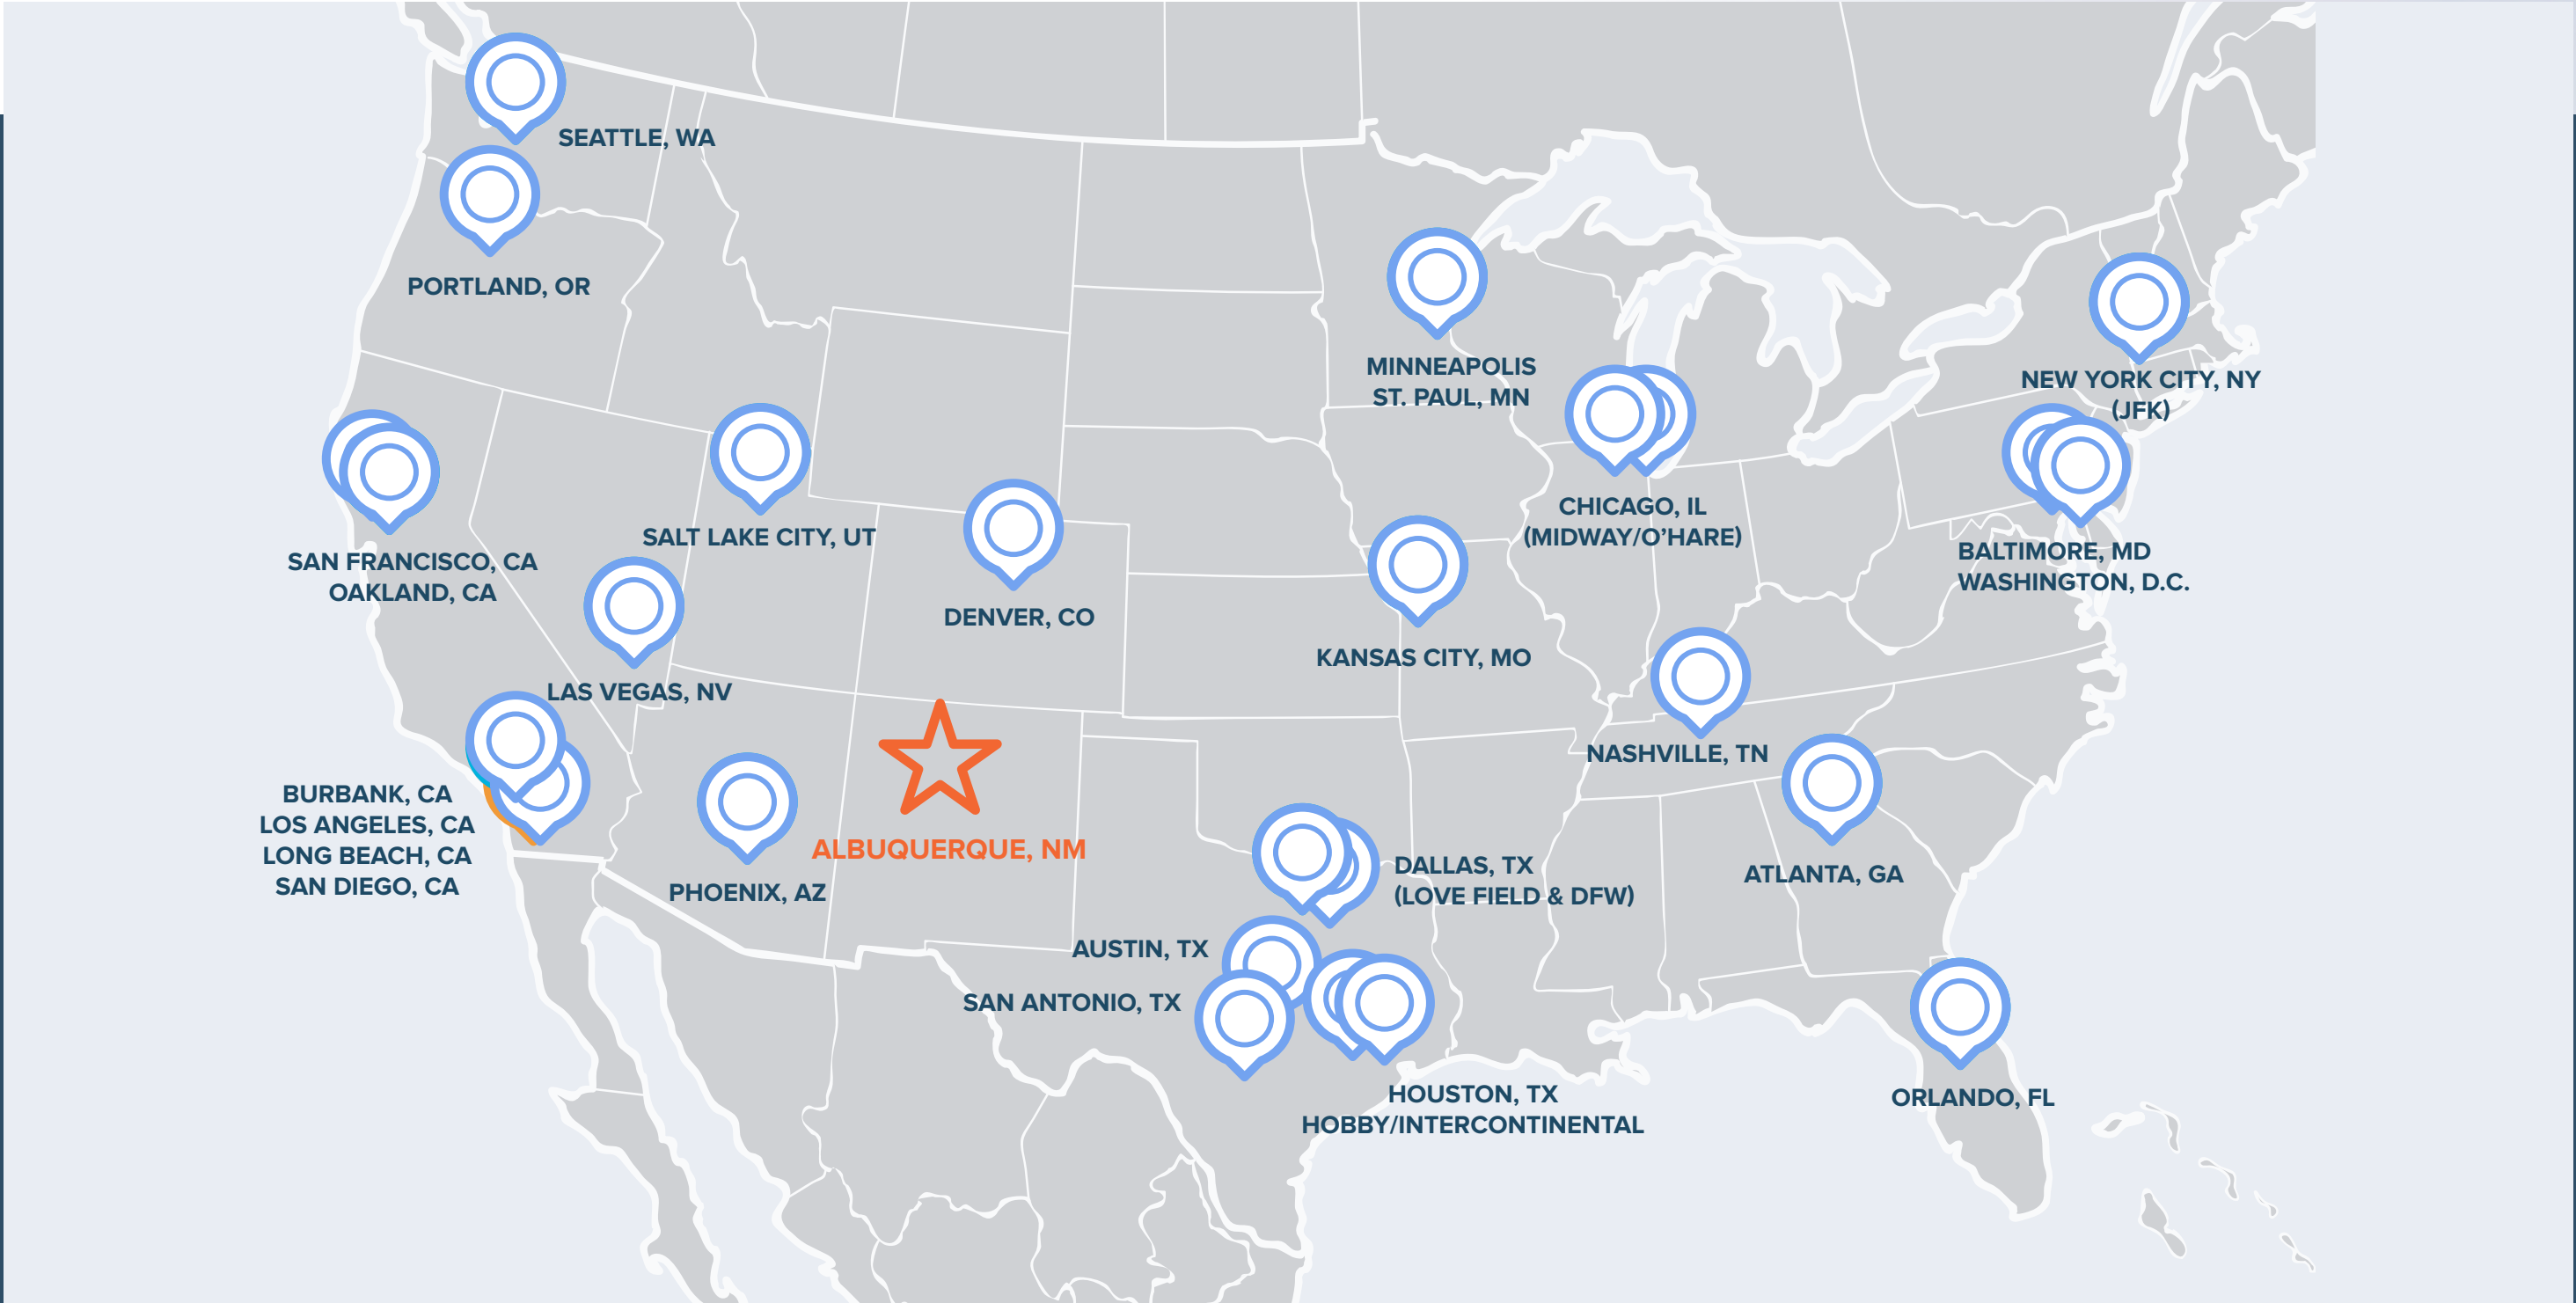 SEATTLE, WA
PORTLAND, OR
MINNEAPOLIS
ST. PAUL, MN
NEW YORK CITY, NY
(JFK)
SAN FRANCISCO, CA
OAKLAND, CA
SALT LAKE CITY, UT
DENVER, CO
CHICAGO, IL
(MIDWAY/O'HARE)
BALTIMORE, MD
WASHINGTON, D.C.
KANSAS CITY, MO
LAS VEGAS, NV
NASHVILLE, TN
BURBANK, CA
LOS ANGELES, CA
LONG BEACH, CA
SAN DIEGO, CA
PHOENIX, AZ
ALBUQUERQUE, NM
DALLAS, TX
(LOVE FIELD & DFW)
ATLANTA, GA
AUSTIN, TX
SAN ANTONIO, TX
HOUSTON, TX
HOBBY/INTERCONTINENTAL
ORLANDO, FL